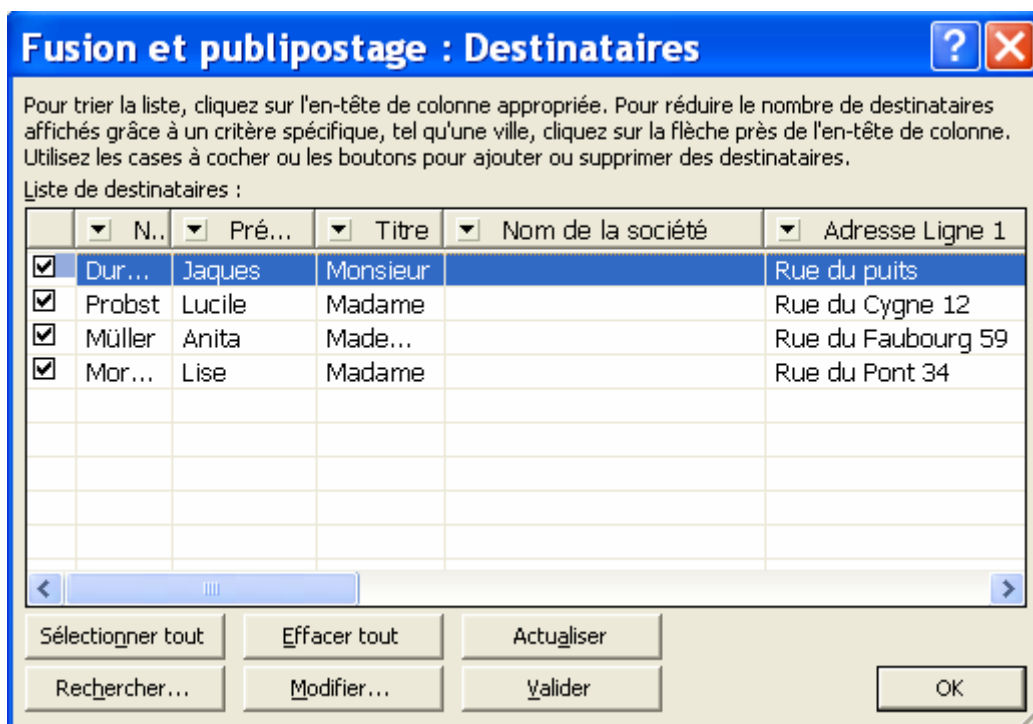 Fusion et publipostage : Destinataires
Pour trier la liste, cliquez sur l'en-tête de colonne appropriée. Pour réduire le nombre de destinataires
affichés grâce à un critère spécifique, tel qu'une ville, cliquez sur la flèche près de l'en-tête de colonne.
Utilisez les cases à cocher ou les boutons pour ajouter ou supprimer des destinataires.
Liste de destinataires :
N.. Pré... Titre Nom de la société Adresse Ligne 1
Dur... Jaques Monsieur Rue du puits
Probst Lucile Madame Rue du Cygne 12
Müller Anita Made... Rue du Faubourg 59
Mor... Lise Madame Rue du Pont 34
Sélectionner tout Effacer tout Actualiser
Rechercher... Modifier... Valider OK